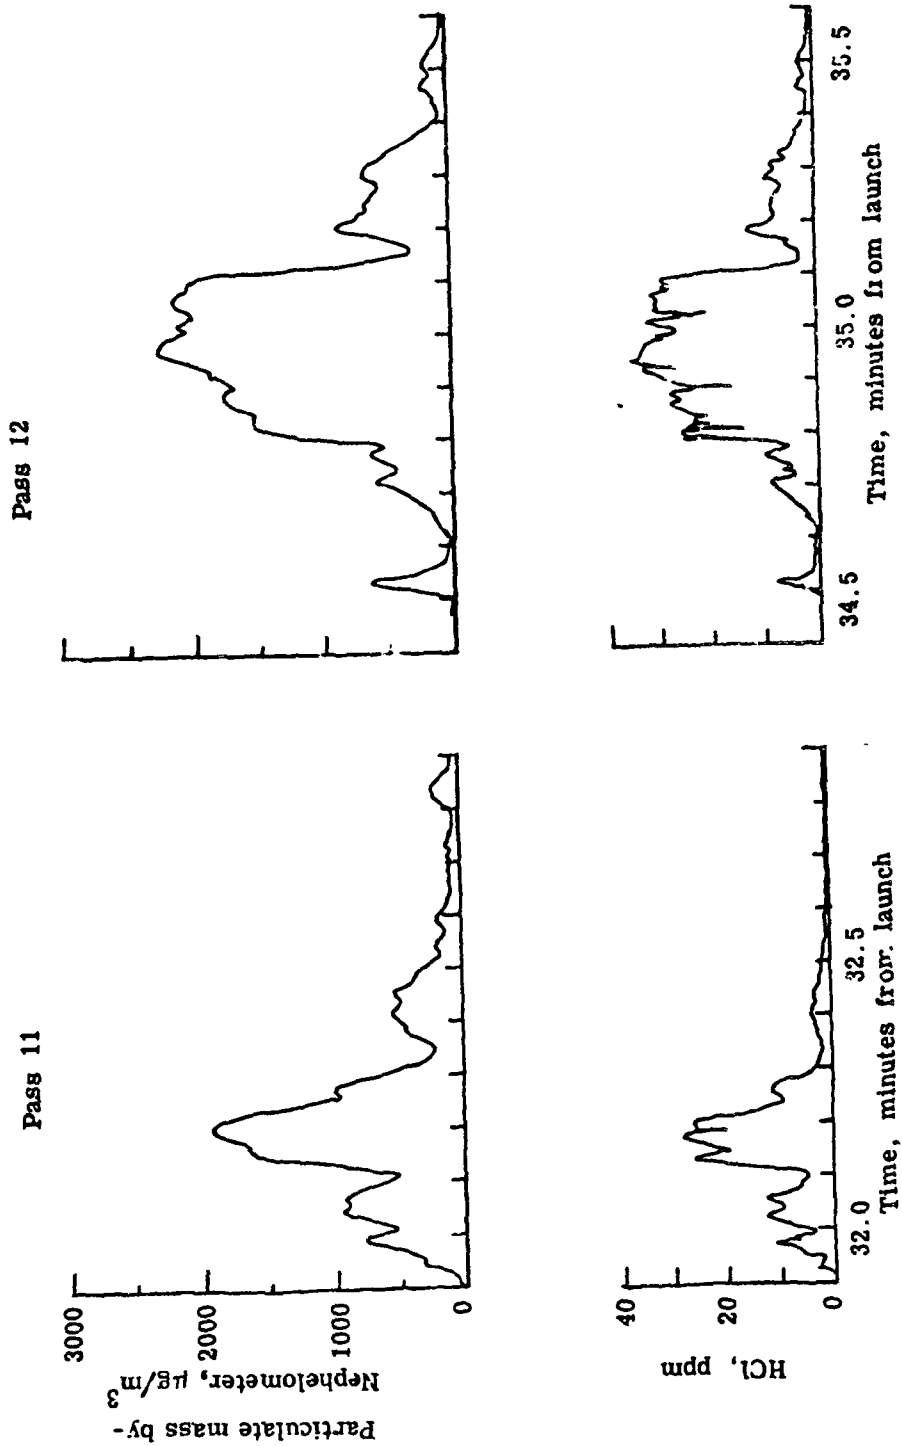 Pass 11
Pass 12
Particulate mass by-
Nephelometer, μg/m³
3000
2000
1000
0
HCl, ppm
40
20
0
32.0
32.5
Time, minutes from launch
34.5
35.0
35.5
Time, minutes from launch